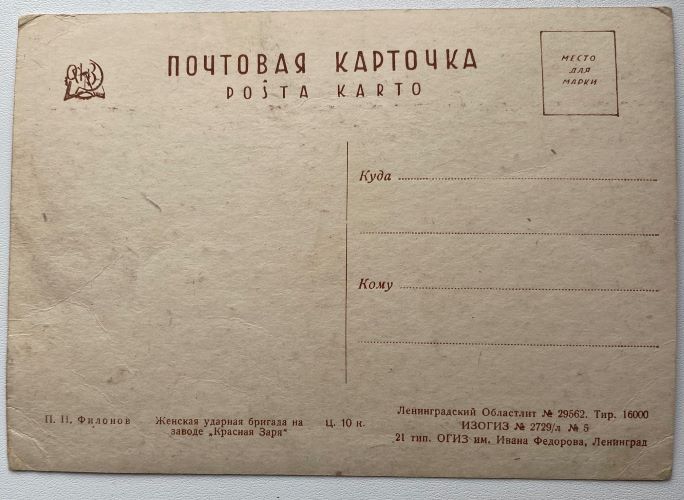 ПОЧТОВАЯ КАРТОЧКА
POŜTA KARTO
МЕСТО
ДЛЯ
МАРКИ
Куда
Кому
П. Н. Филонов
Женская ударная бригада на
заводе „Красная Заря“
Ц. 10 к.
Ленинградский Областлит № 29562. Тир. 16000
ИЗОГИЗ № 2729/л № 5
21 тип. ОГИЗ им. Ивана Федорова, Ленинград